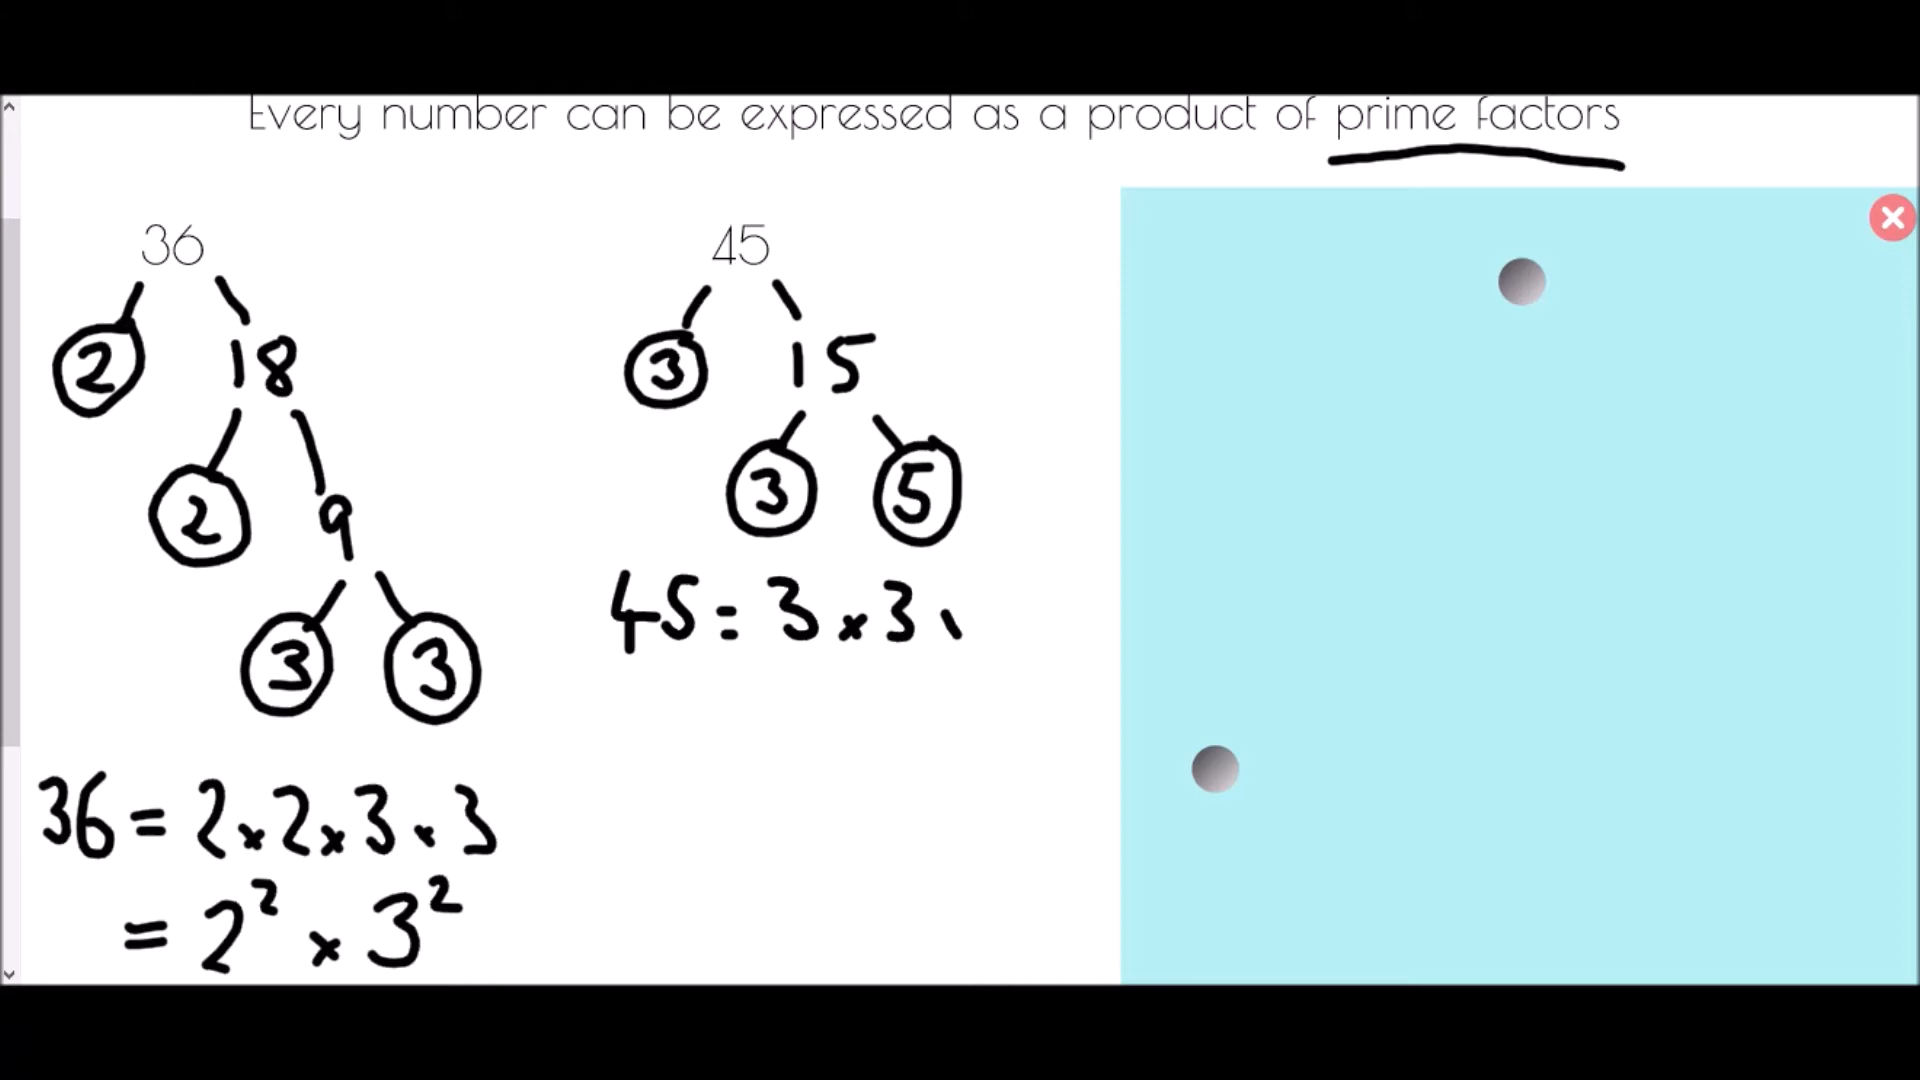 Every number can be expressed as a product of prime factors
36
45
2 18
3 15
2 9
3 5
3 3
45 = 3 × 3
36 = 2 × 2 × 3 × 3
= 2² × 3²